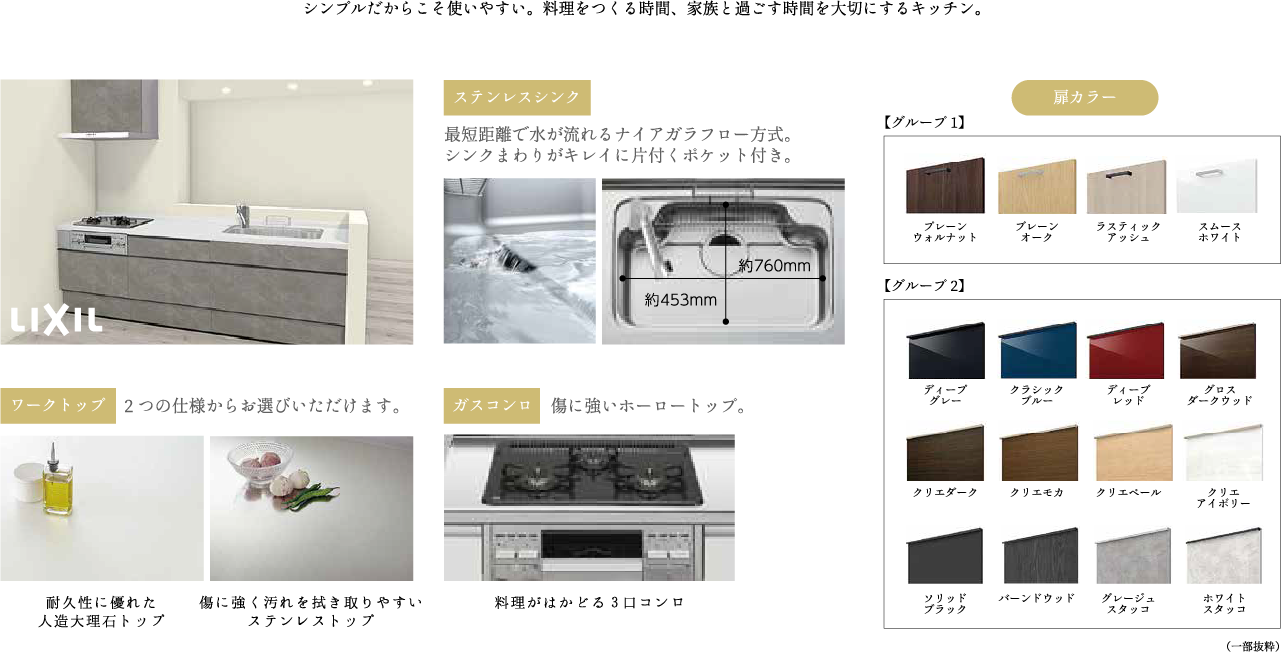 シンプルだからこそ使いやすい。料理をつくる時間、家族と過ごす時間を大切にするキッチン。
LIXIL
ステンレスシンク
最短距離で水が流れるナイアガラフロー方式。
シンクまわりがキレイに片付くポケット付き。
約760mm
約453mm
ワークトップ
2つの仕様からお選びいただけます。
耐久性に優れた
人造大理石トップ
傷に強く汚れを拭き取りやすい
ステンレストップ
ガスコンロ
傷に強いホーロートップ。
料理がはかどる3口コンロ
扉カラー
【グループ1】
プレーン
ウォルナット
プレーン
オーク
ラスティック
アッシュ
スムース
ホワイト
【グループ2】
ディープ
グレー
クラシック
ブルー
ディープ
レッド
グロス
ダークウッド
クリエダーク
クリエモカ
クリエペール
クリエ
アイボリー
ソリッド
ブラック
バーンドウッド
グレージュ
スタッコ
ホワイト
スタッコ
（一部抜粋）